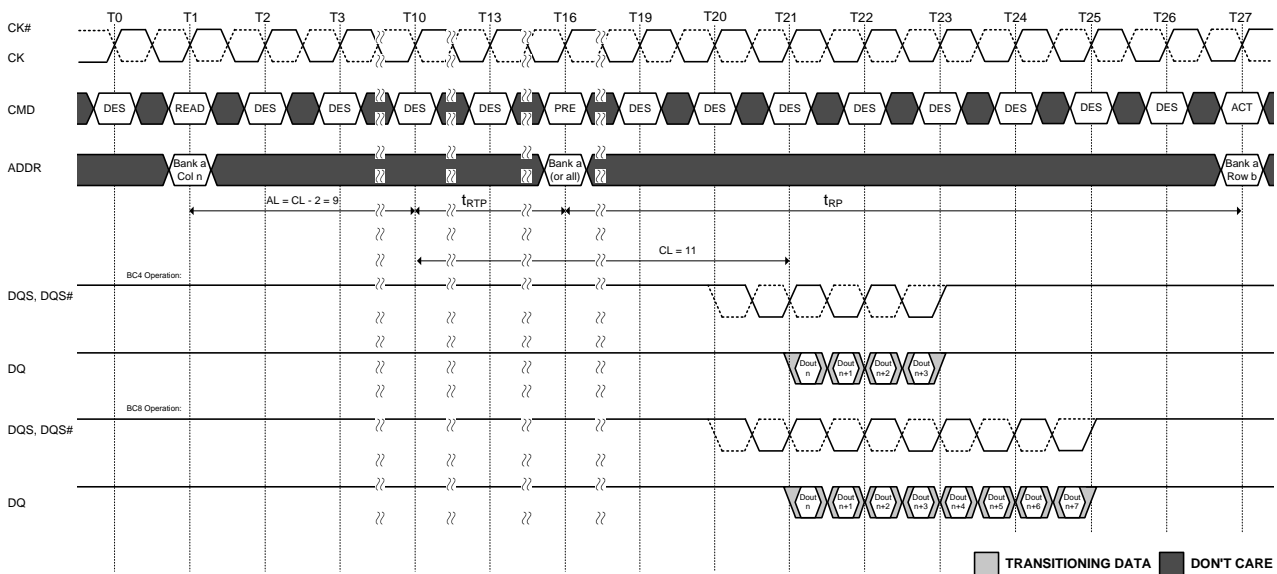 T0 T1 T2 T3 T10 T13 T16 T19 T20 T21 T22 T23 T24 T25 T27
CK#
CK
CMD DES READ DES DES DES DES PRE DES DES DES DES DES DES DES DES ACT
ADDR Bank a Col n Bank a (or all) Bank a Row b
AL = CL - 2 = 9 tRTP tRP
CL = 11
BC4 Operation:
DQS, DQS#
DQ Dout n Dout n+1 Dout n+2 Dout n+3
BC8 Operation:
DQS, DQS#
DQ Dout n Dout n+1 Dout n+2 Dout n+3 Dout n+4 Dout n+5 Dout n+6 Dout n+7
TRANSITIONING DATA DON'T CARE